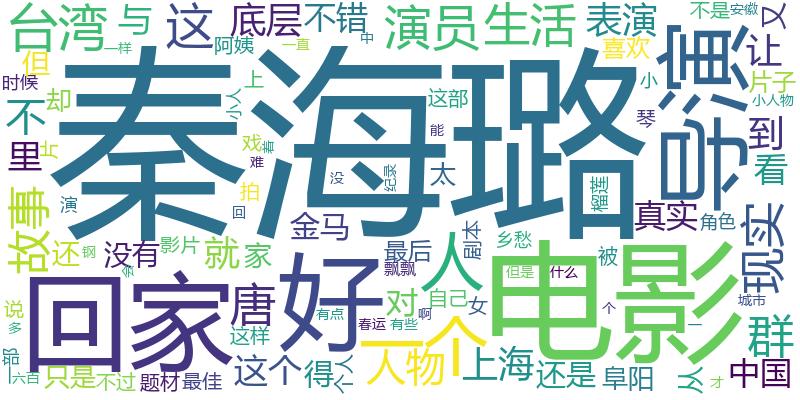 台湾 与 这 底层 不错 演员 生活 表演 不是 安徽 又
但 一样 阿姨 一直 中 喜欢 让
时候 却 上 小人 这部 小 片子 导演
不 秦海璐 琴 小人物 到
里 片 戏 着 能 看
拍 难 没 纪录 太 榴莲
故事 演 回 金马 副本 乡愁 真实 角色 现实
还 没有 影片 就 家 最后 人 被
钢 飘飘 但是 什么 电影
说 回家 唐 好 对 自己 女 城市
多 有点 春运 有些 啊 个 一 群
部 这样 一个
六百 只是 不过 题材 最佳 这个 得 个人 人物 上海 还是 阜阳 从 才 中国